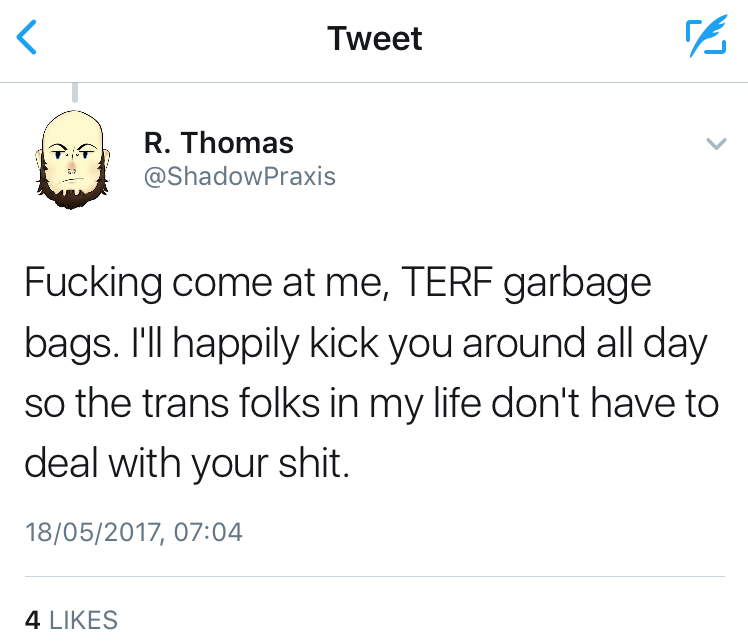 Tweet
R. Thomas
@ShadowPraxis
Fucking come at me, TERF garbage
bags. I'll happily kick you around all day
so the trans folks in my life don't have to
deal with your shit.
18/05/2017, 07:04
4 LIKES